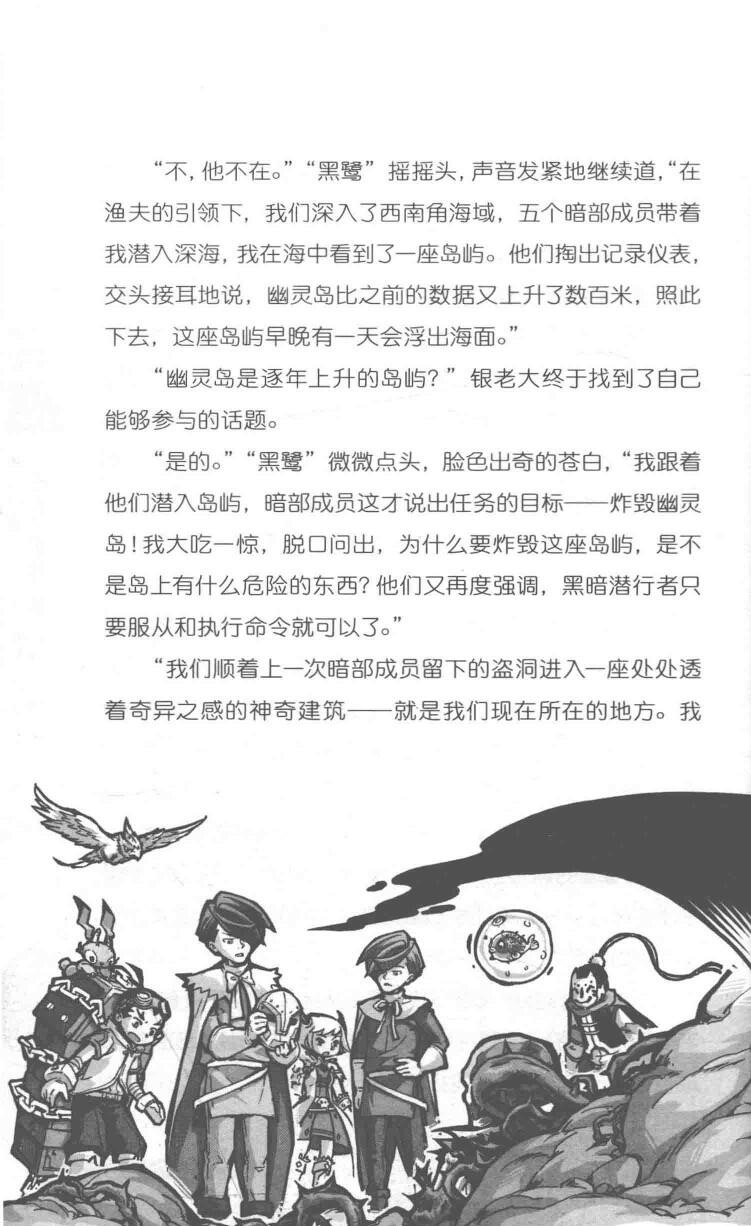 “不,他不在。”“黑鹭”摇摇头,声音发紧地继续道,“在
渔夫的引领下,我们深入了西南角海域,五个暗部成员带着
我潜入深海,我在海中看到了一座岛屿。他们掏出记录仪表,
交头接耳地说,幽灵岛比之前的数据又上升了数百米,照此
下去,这座岛屿早晚有一天会浮出海面。”
“幽灵岛是逐年上升的岛屿?”银老大终于找到了自己
能够参与的话题。
“是的。”“黑鹭”微微点头,脸色出奇的苍白,“我跟着
他们潜入岛屿,暗部成员这才说出任务的目标——炸毁幽灵
岛!我大吃一惊,脱口问出,为什么要炸毁这座岛屿,是不
是岛上有什么危险的东西?他们又再度强调,黑暗潜行者只
要服从和执行命令就可以了。”
“我们顺着上一次暗部成员留下的盗洞进入一座处处透
着奇异之感的神奇建筑——就是我们现在所在的地方。我